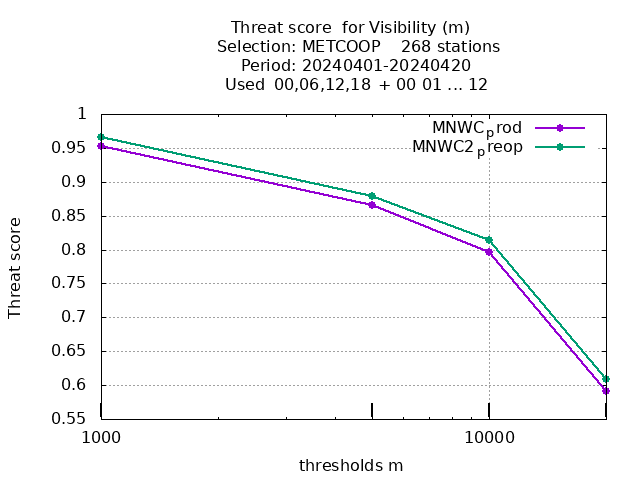 Threat score  for Visibility (m)
Selection: METCOOP    268 stations
Period: 20240401-20240420
Used  00,06,12,18  + 00 01 ... 12
1
0.95
0.9
0.85
0.8
0.75
0.7
0.65
0.6
0.55
Threat score
MNWCprod
MNWC2preop
1000
10000
thresholds m